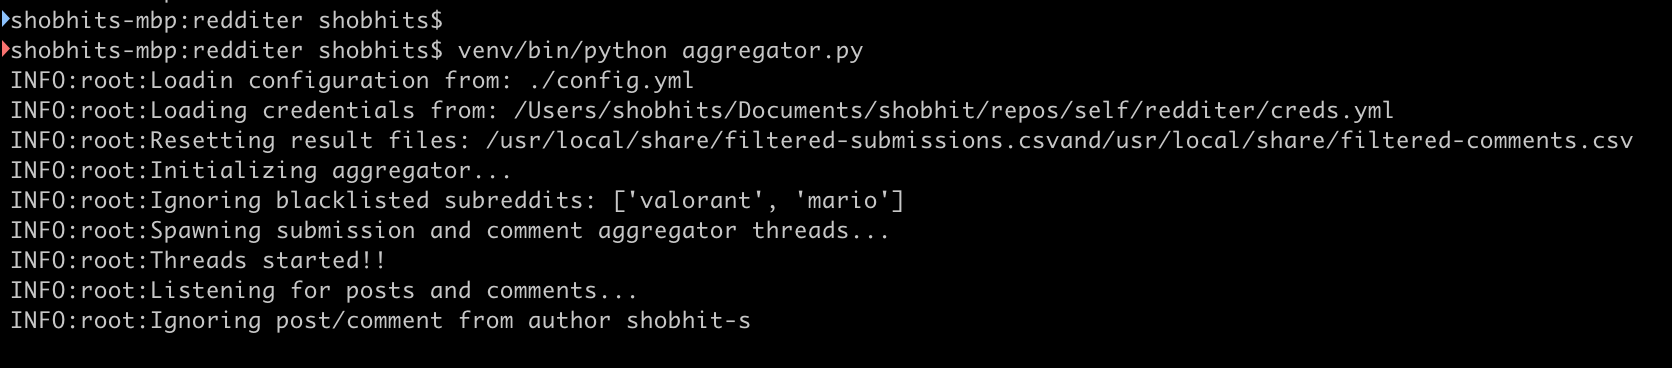 shobhits-mbp:redditer shobhits$
shobhits-mbp:redditer shobhits$ venv/bin/python aggregator.py
INFO:root:Loadin configuration from: ./config.yml
INFO:root:Loading credentials from: /Users/shobhits/Documents/shobhit/repos/self/redditer/creds.yml
INFO:root:Resetting result files: /usr/local/share/filtered-submissions.csvand/usr/local/share/filtered-comments.csv
INFO:root:Initializing aggregator...
INFO:root:Ignoring blacklisted subreddits: ['valorant', 'mario']
INFO:root:Spawning submission and comment aggregator threads...
INFO:root:Threads started!!
INFO:root:Listening for posts and comments...
INFO:root:Ignoring post/comment from author shobhit-s